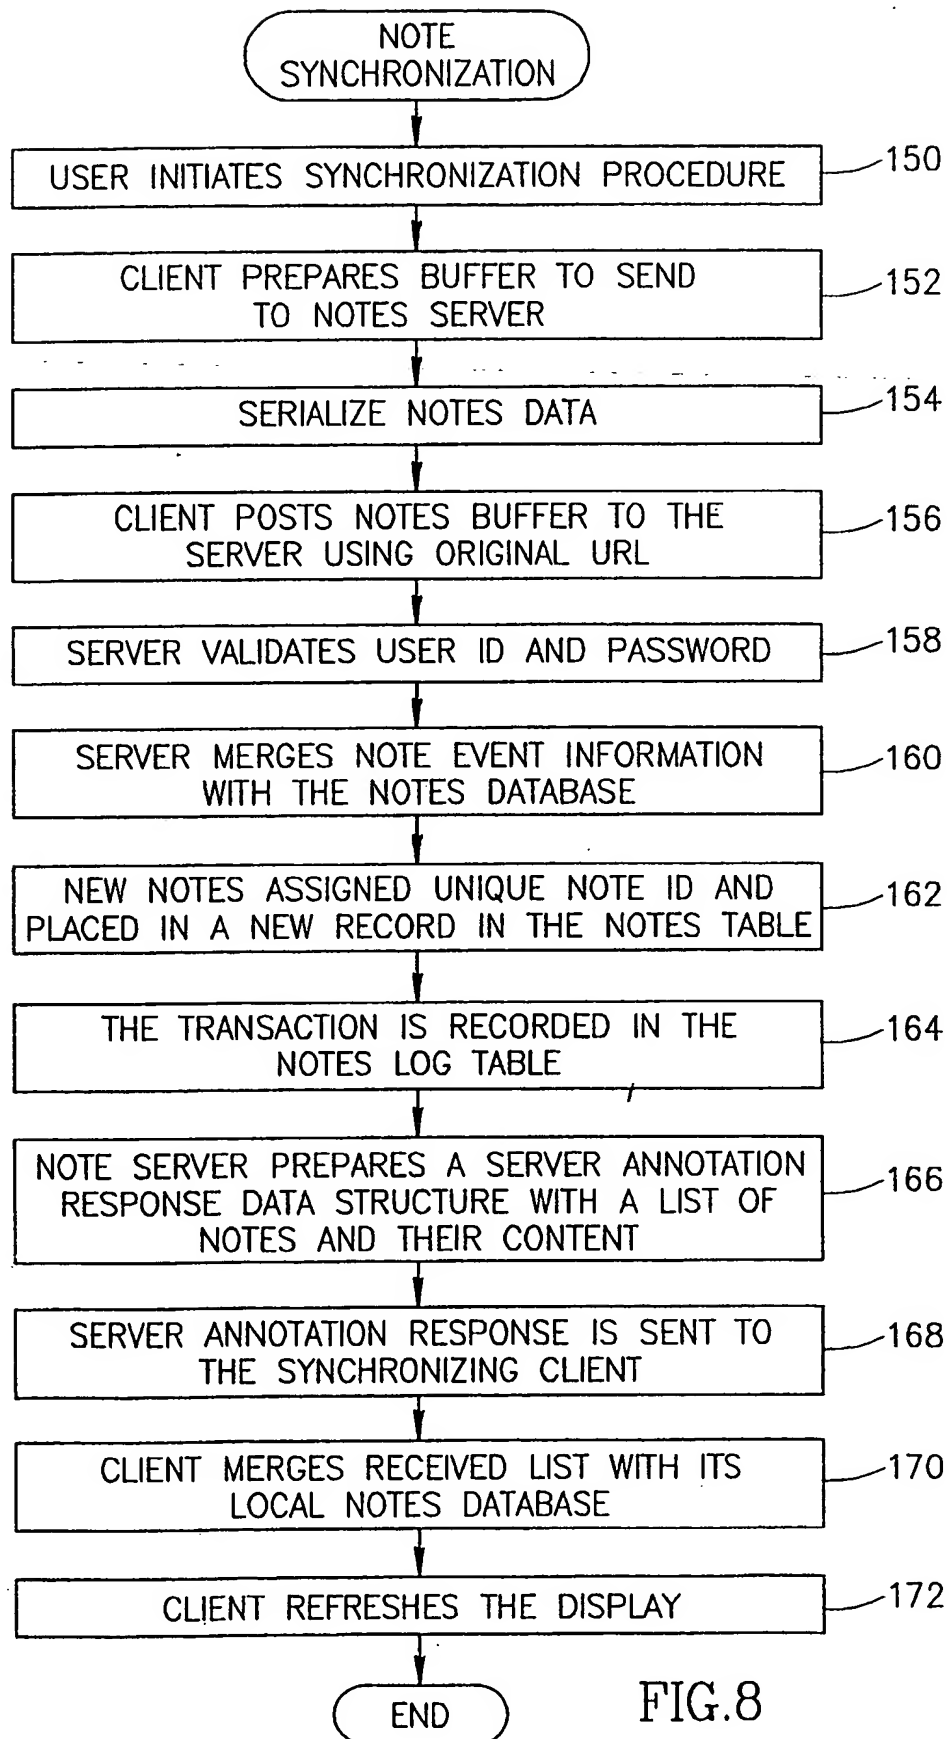 NOTE
SYNCHRONIZATION
USER INITIATES SYNCHRONIZATION PROCEDURE
150
CLIENT PREPARES BUFFER TO SEND
TO NOTES SERVER
152
SERIALIZE NOTES DATA
154
CLIENT POSTS NOTES BUFFER TO THE
SERVER USING ORIGINAL URL
156
SERVER VALIDATES USER ID AND PASSWORD
158
SERVER MERGES NOTE EVENT INFORMATION
WITH THE NOTES DATABASE
160
NEW NOTES ASSIGNED UNIQUE NOTE ID AND
PLACED IN A NEW RECORD IN THE NOTES TABLE
162
THE TRANSACTION IS RECORDED IN THE
NOTES LOG TABLE
164
NOTE SERVER PREPARES A SERVER ANNOTATION
RESPONSE DATA STRUCTURE WITH A LIST OF
NOTES AND THEIR CONTENT
166
SERVER ANNOTATION RESPONSE IS SENT TO
THE SYNCHRONIZING CLIENT
168
CLIENT MERGES RECEIVED LIST WITH ITS
LOCAL NOTES DATABASE
170
CLIENT REFRESHES THE DISPLAY
172
END
FIG.8